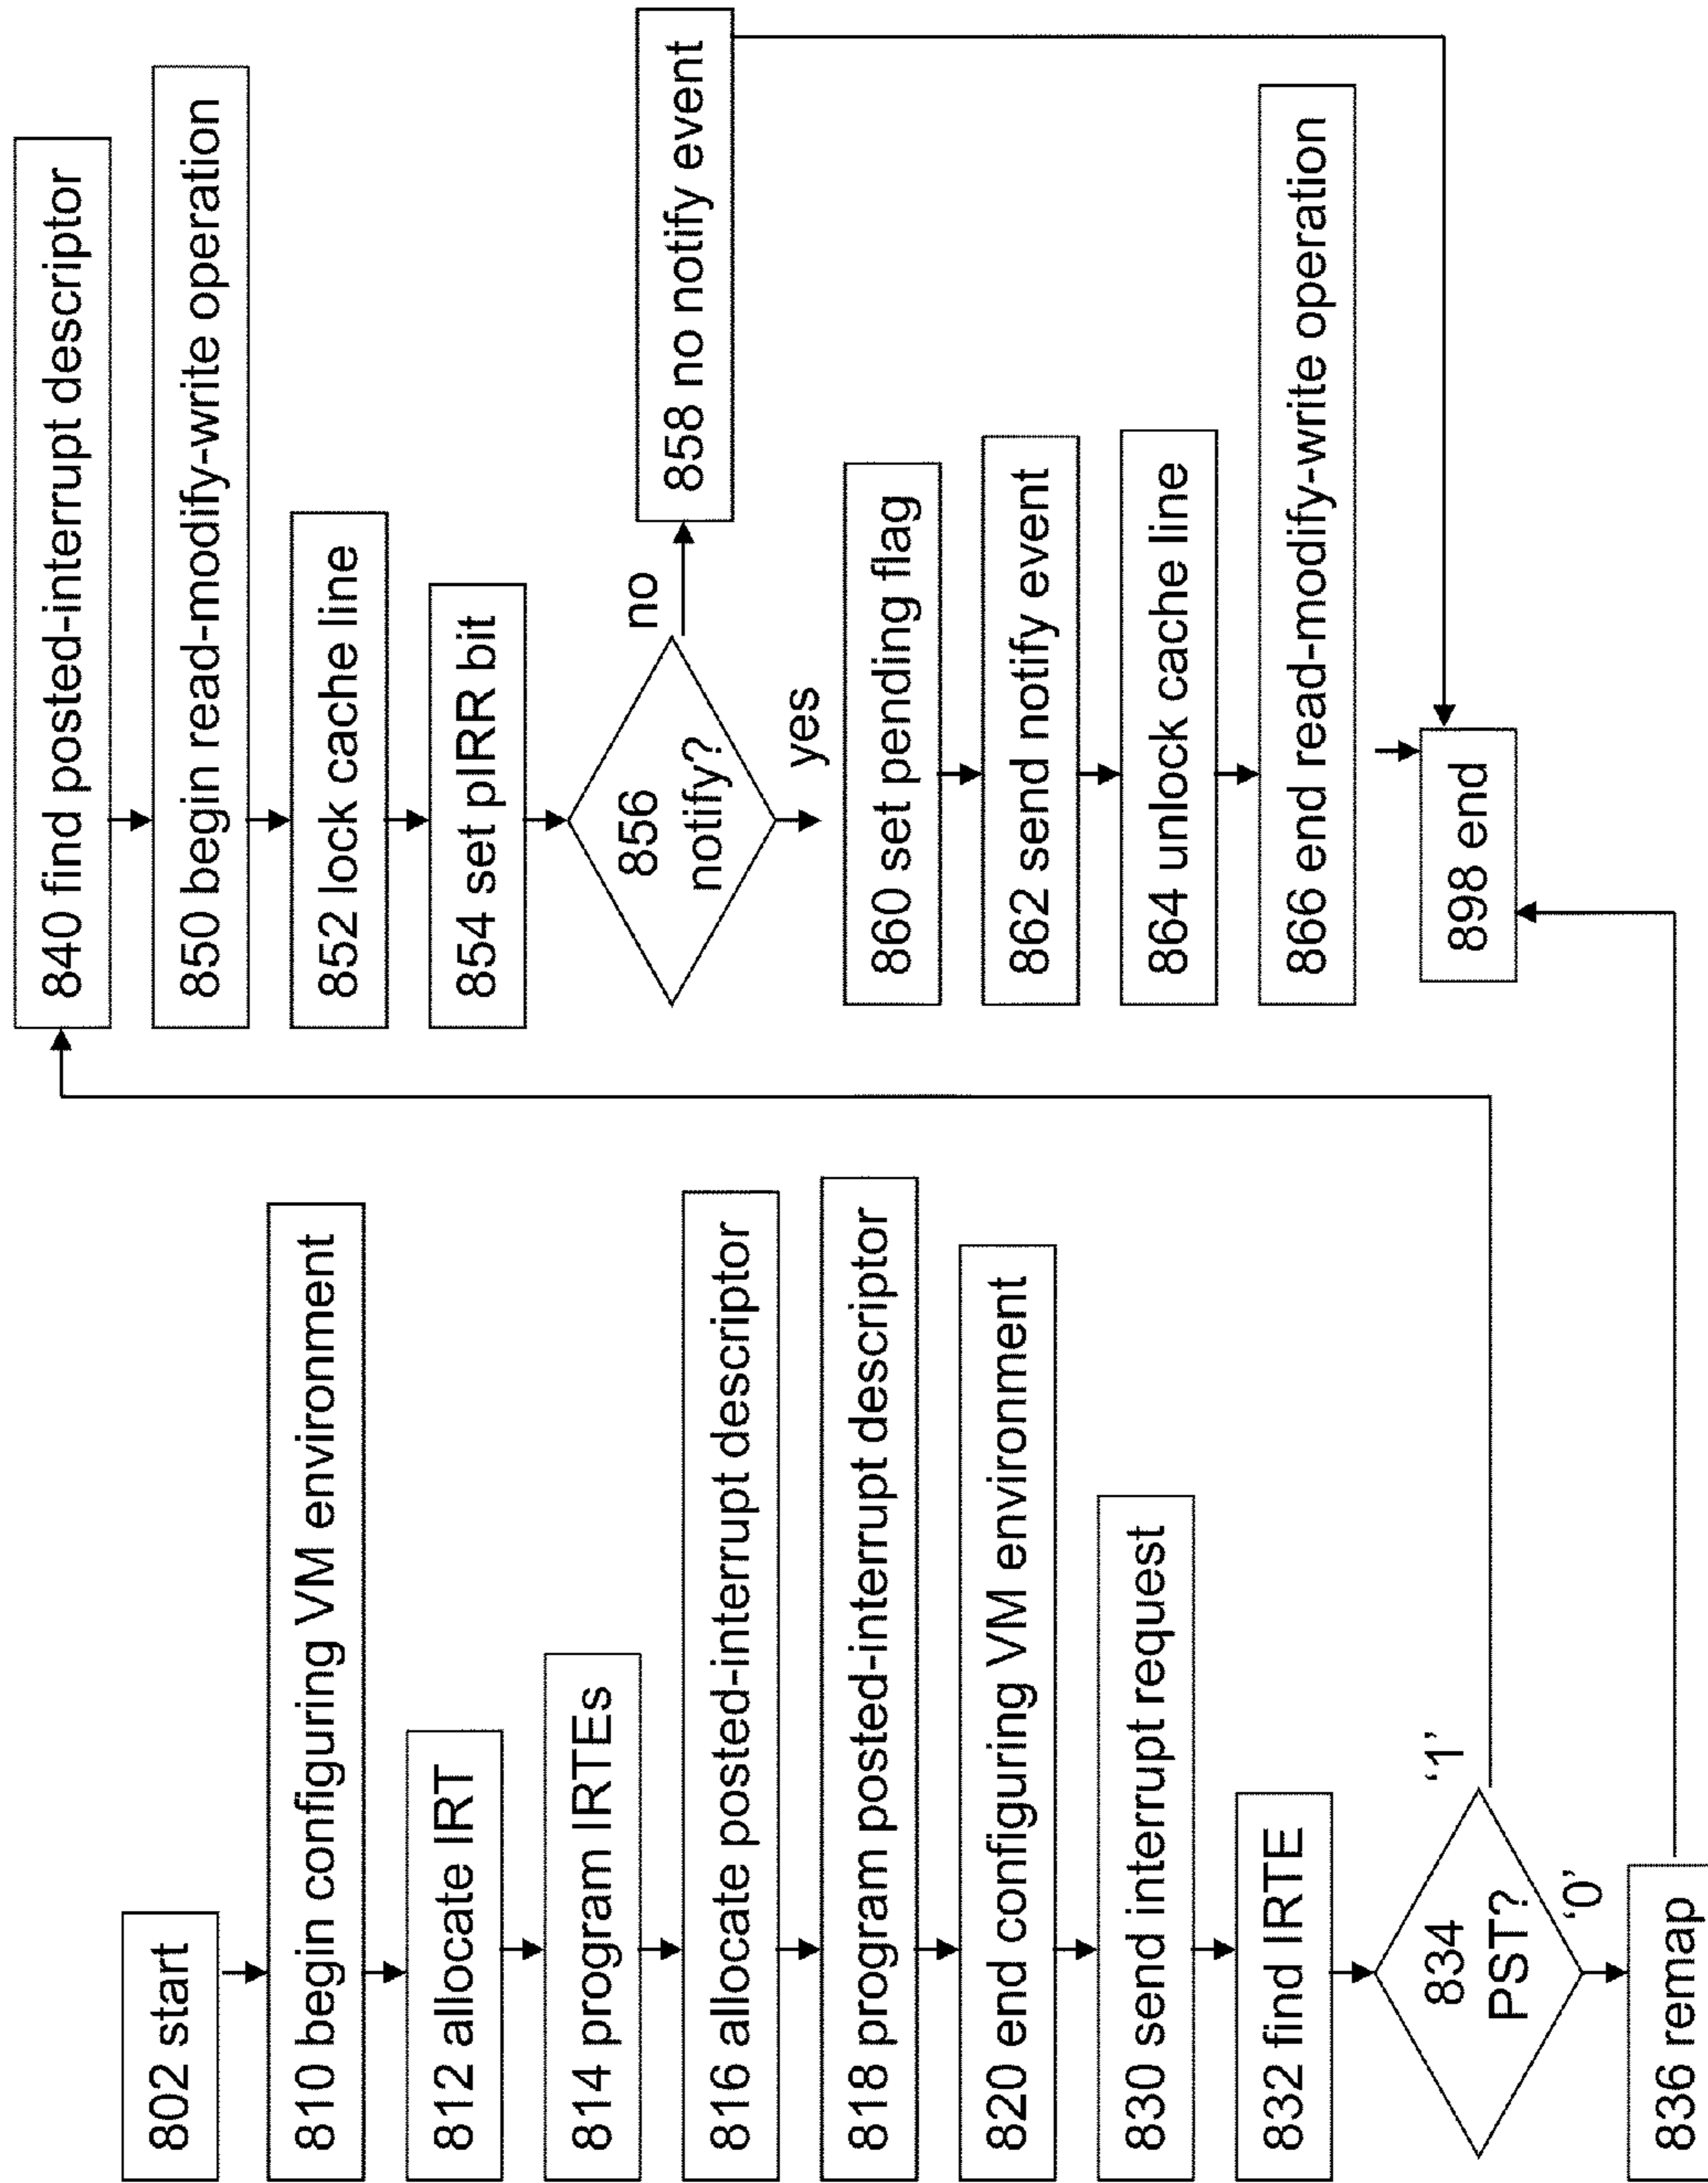 802 start
810 begin configuring VM environment
812 allocate IRT
814 program IRTEs
816 allocate posted-interrupt descriptor
818 program posted-interrupt descriptor
820 end configuring VM environment
830 send interrupt request
832 find IRTE
834
PST?
‘1’
‘0’
836 remap
840 find posted-interrupt descriptor
850 begin read-modify-write operation
852 lock cache line
854 set pIRR bit
856
notify?
no
858 no notify event
yes
860 set pending flag
862 send notify event
864 unlock cache line
866 end read-modify-write operation
898 end